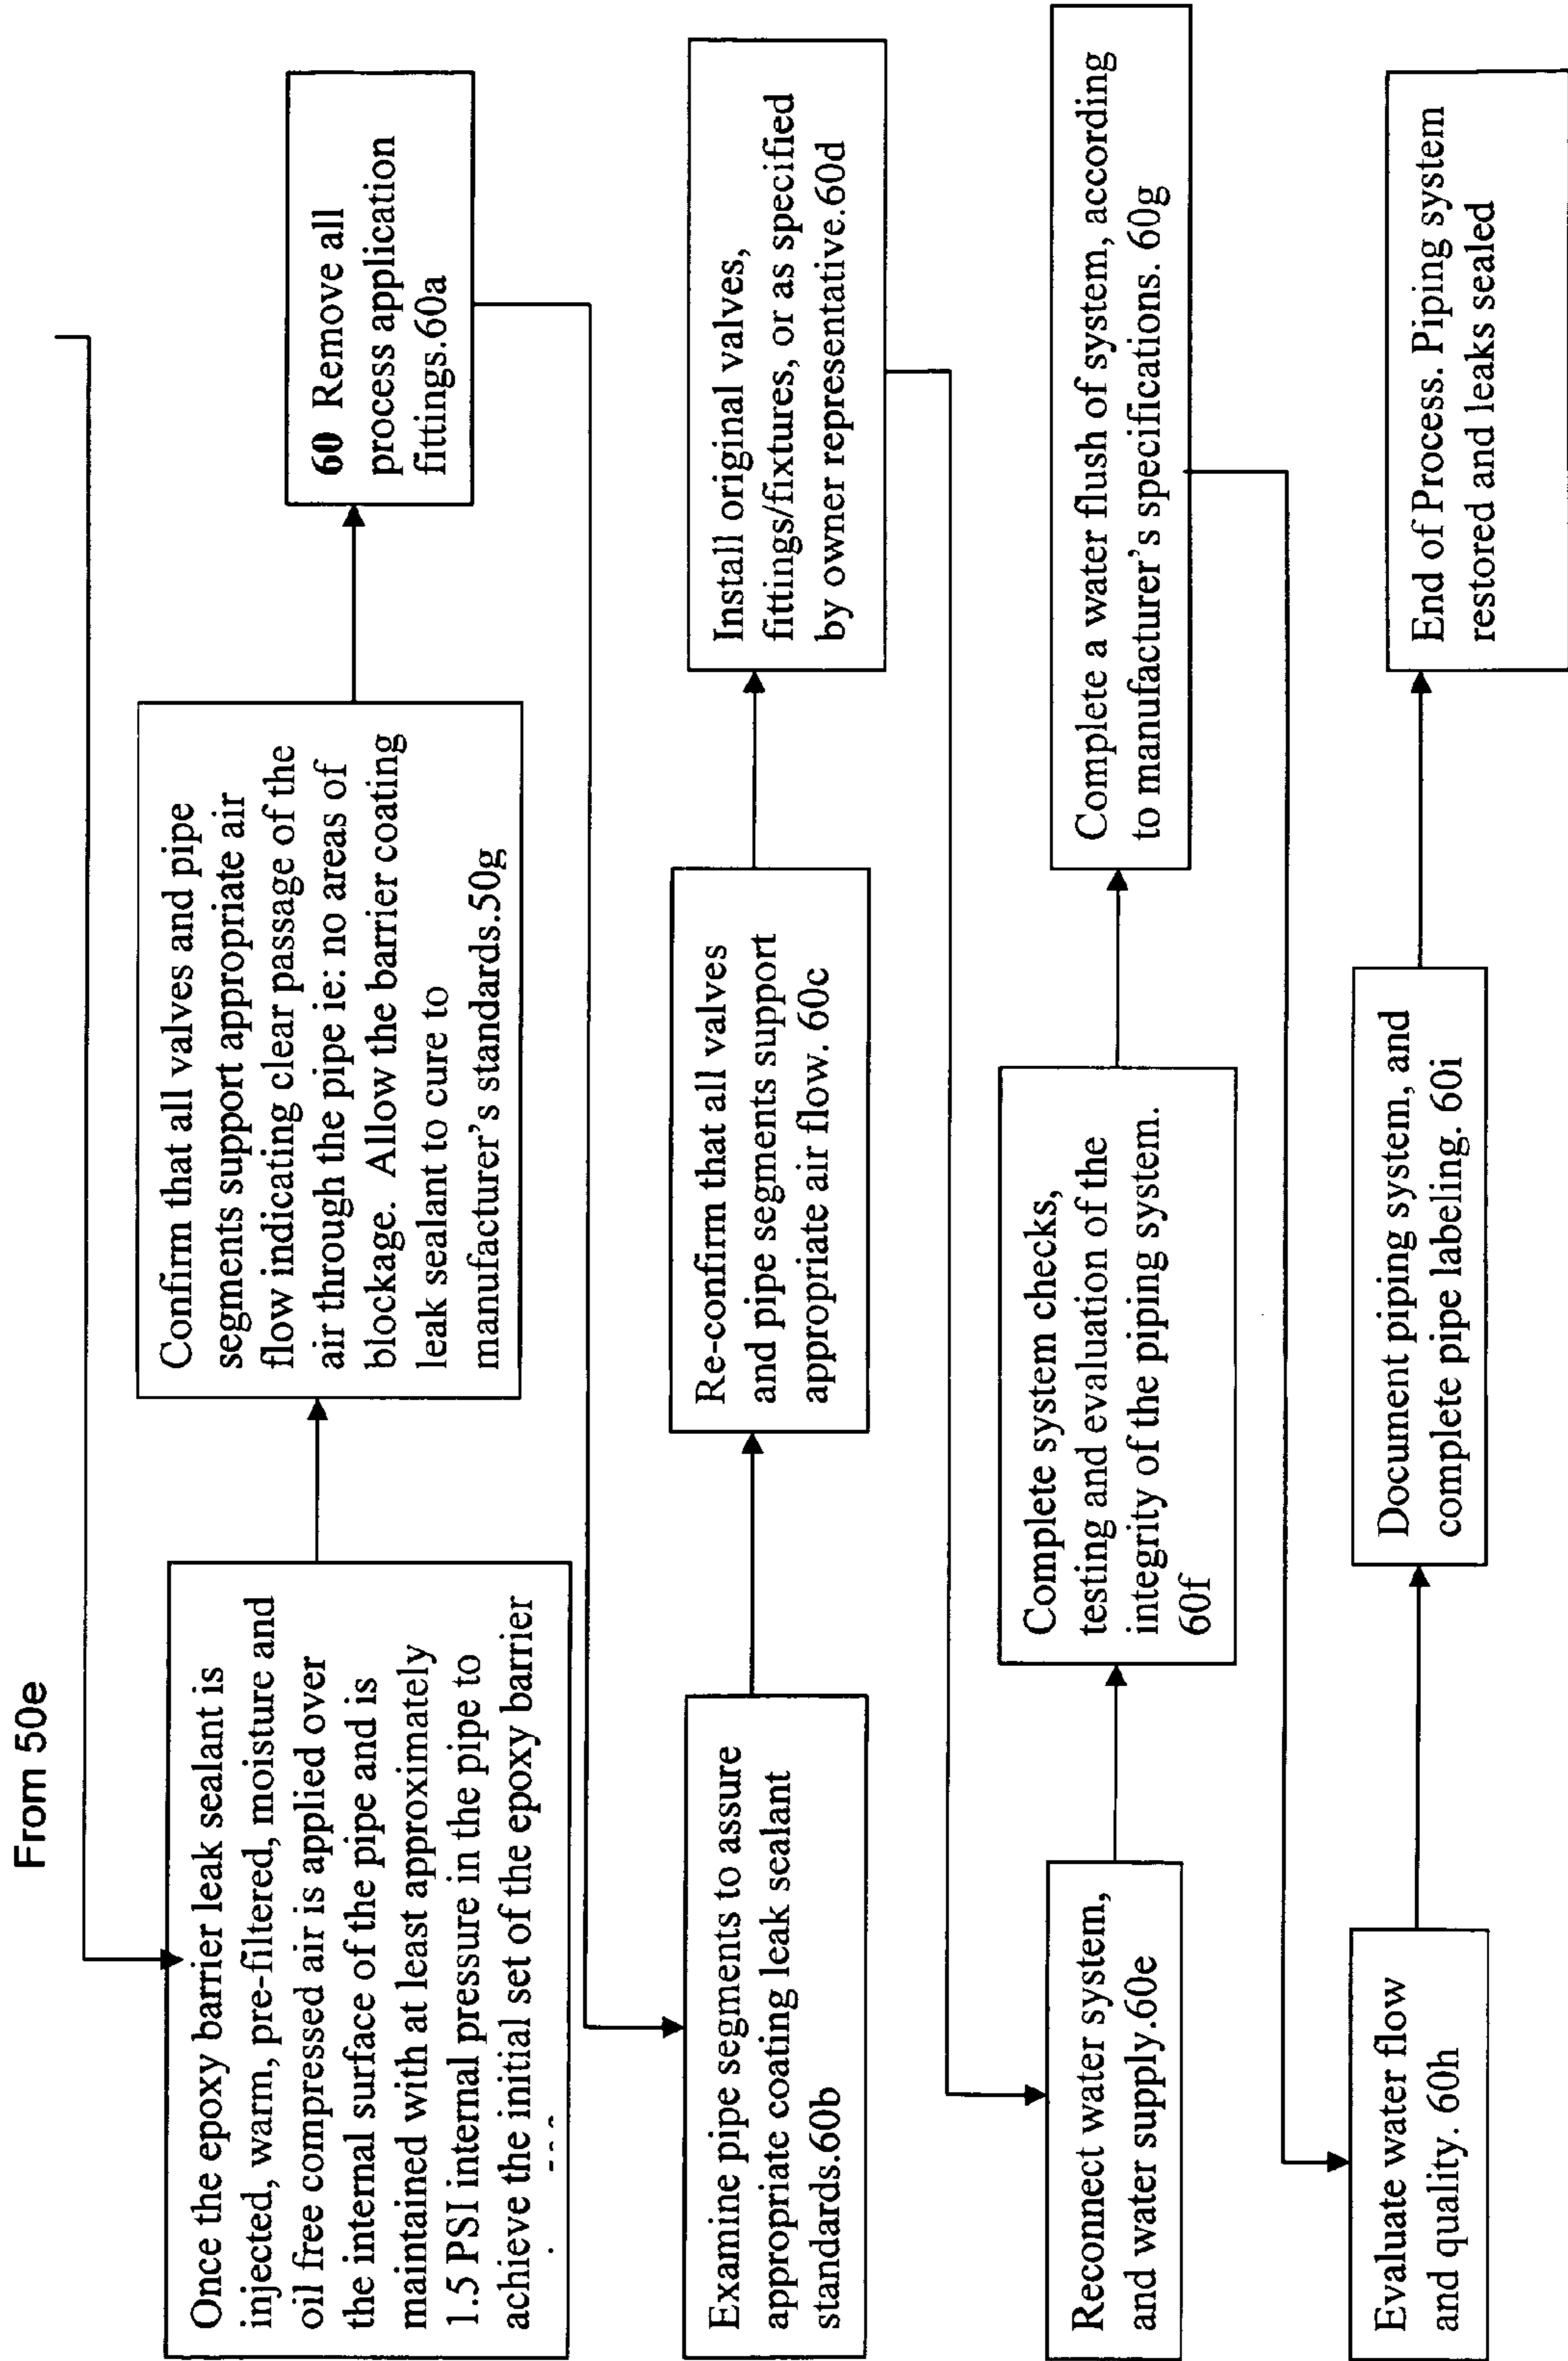 From 50e
Once the epoxy barrier leak sealant is
injected, warm, pre-filtered, moisture and
oil free compressed air is applied over
the internal surface of the pipe and is
maintained with at least approximately
1.5 PSI internal pressure in the pipe to
achieve the initial set of the epoxy barrier
Confirm that all valves and pipe
segments support appropriate air
flow indicating clear passage of the
air through the pipe ie: no areas of
blockage. Allow the barrier coating
leak sealant to cure to
manufacturer's standards.50g
60 Remove all
process application
fittings.60a
Examine pipe segments to assure
appropriate coating leak sealant
standards.60b
Re-confirm that all valves
and pipe segments support
appropriate air flow. 60c
Install original valves,
fittings/fixtures, or as specified
by owner representative.60d
Reconnect water system,
and water supply.60e
Complete system checks,
testing and evaluation of the
integrity of the piping system.
60f
Complete a water flush of system, according
to manufacturer's specifications. 60g
Evaluate water flow
and quality. 60h
Document piping system, and
complete pipe labeling. 60i
End of Process. Piping system
restored and leaks sealed